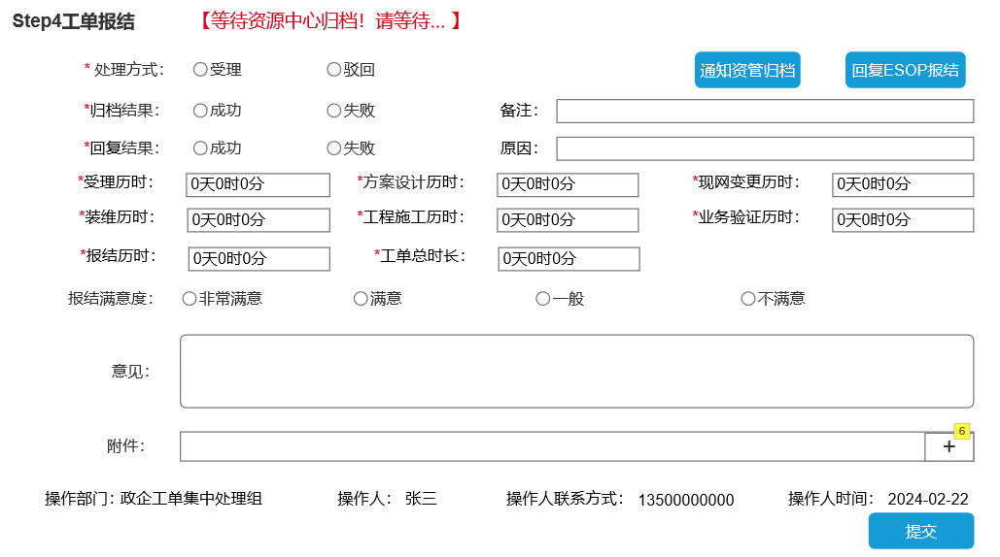 Step4工单报结 【等待资源中心归档！请等待... 】
* 处理方式： 受理 驳回 通知资管归档 回复ESOP报结
*归档结果： 成功 失败 备注：
*回复结果： 成功 失败 原因：
*受理历时： 0天0时0分 *方案设计历时： 0天0时0分 *现网变更历时： 0天0时0分
*装维历时： 0天0时0分 *工程施工历时： 0天0时0分 *业务验证历时： 0天0时0分
*报结历时： 0天0时0分 *工单总时长： 0天0时0分
报结满意度： 非常满意 满意 一般 不满意
意见：
附件： + 6
操作部门：政企工单集中处理组 操作人： 张三 操作人联系方式： 13500000000 操作人时间： 2024-02-22
提交